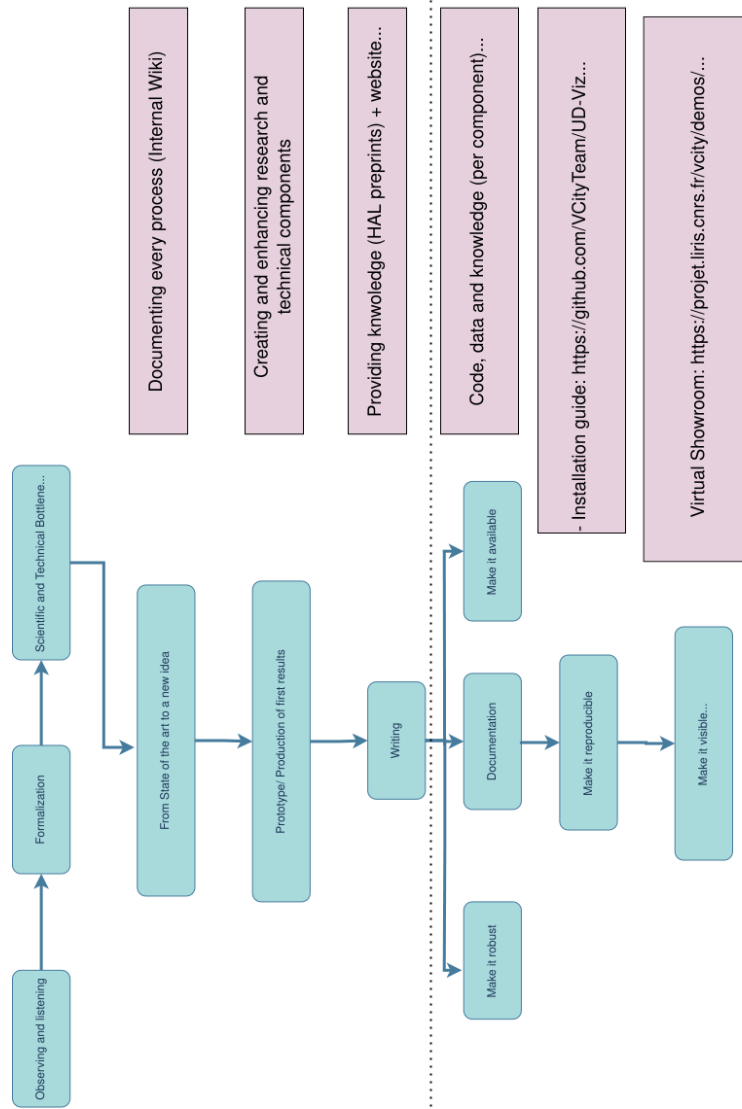 Observing and listening
Formalization
Scientific and Technical Bottlene...
From State of the art to a new idea
Documenting every process (Internal Wiki)
Prototype/ Production of first results
Creating and enhancing research and
technical components
Writing
Providing knwoledge (HAL preprints) + website...
Make it robust
Documentation
Make it available
Code, data and knowledge (per component)...
Make it reproducible
- Installation guide: https://github.com/VCityTeam/UD-Viz...
Make it visible...
Virtual Showroom: https://projet.liris.cnrs.fr/vcity/demos/...